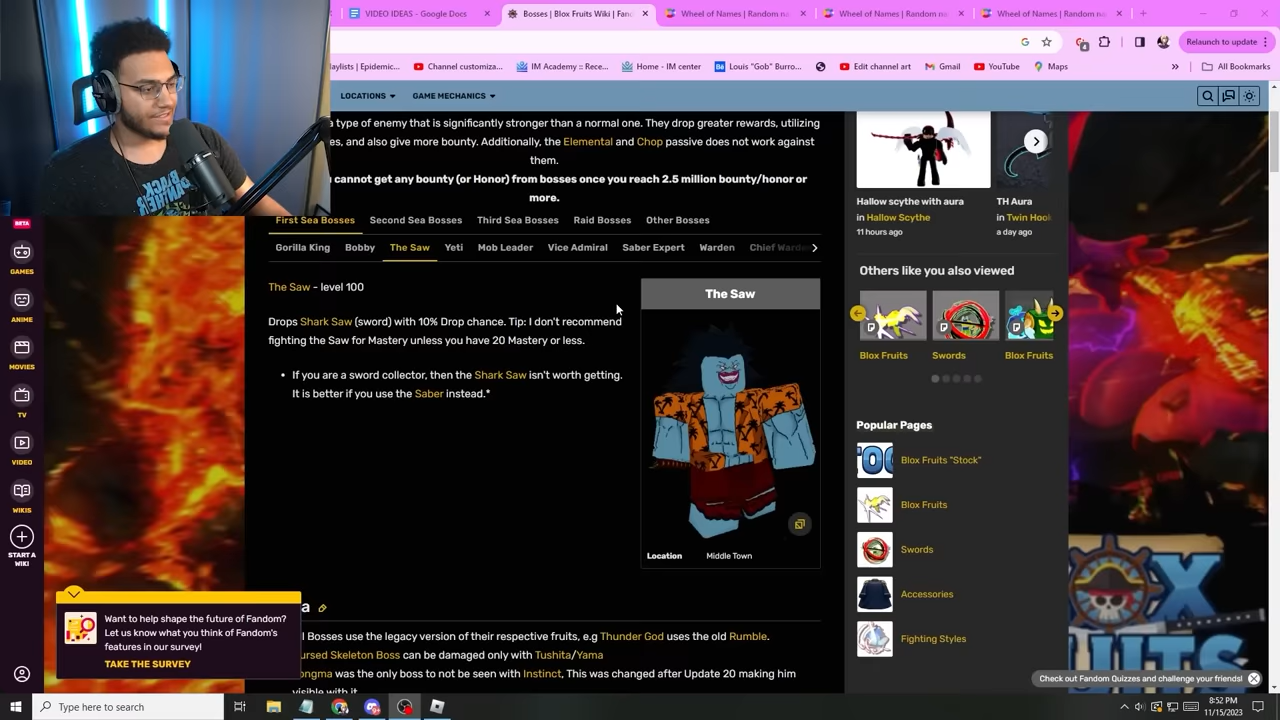 VIDEO IDEAS - Google Docs
Bosses | Blox Fruits Wiki | Fan
Wheel of Names | Random na
Wheel of Names | Random na
Wheel of Names | Random na
Relaunch to update
playlists | Epidemic...
Channel customiza...
IM Academy :: Rece...
Home - IM center
Louis "Gob" Burro...
Edit channel art
Gmail
YouTube
Maps
All Bookmarks
LOCATIONS
GAME MECHANICS
a type of enemy that is significantly stronger than a normal one. They drop greater rewards, utilizing
es, and also give more bounty. Additionally, the Elemental and Chop passive does not work against
them.
cannot get any bounty (or Honor) from bosses once you reach 2.5 million bounty/honor or
more.
First Sea Bosses Second Sea Bosses Third Sea Bosses Raid Bosses Other Bosses
Gorilla King Bobby The Saw Yeti Mob Leader Vice Admiral Saber Expert Warden Chief Warde
The Saw - level 100
Drops Shark Saw (sword) with 10% Drop chance. Tip: I don't recommend
fighting the Saw for Mastery unless you have 20 Mastery or less.
• If you are a sword collector, then the Shark Saw isn't worth getting.
It is better if you use the Saber instead.*
The Saw
Location Middle Town
a
l Bosses use the legacy version of their respective fruits, e.g Thunder God uses the old Rumble.
ursed Skeleton Boss can be damaged only with Tushita/Yama
ongma was the only boss to not be seen with Instinct, This was changed after Update 20 making him
visible with it
Hallow scythe with aura
in Hallow Scythe
11 hours ago
TH Aura
in Twin Hook
a day ago
Others like you also viewed
Blox Fruits
Swords
Blox Fruits
Popular Pages
Blox Fruits "Stock"
Blox Fruits
Swords
Accessories
Fighting Styles
BETA
GAMES
ANIME
MOVIES
TV
VIDEO
WIKIS
START A
WIKI
Want to help shape the future of Fandom?
Let us know what you think of Fandom's
features in our survey!
TAKE THE SURVEY
Check out Fandom Quizzes and challenge your friends!
Type here to search
8:52 PM
11/15/2023